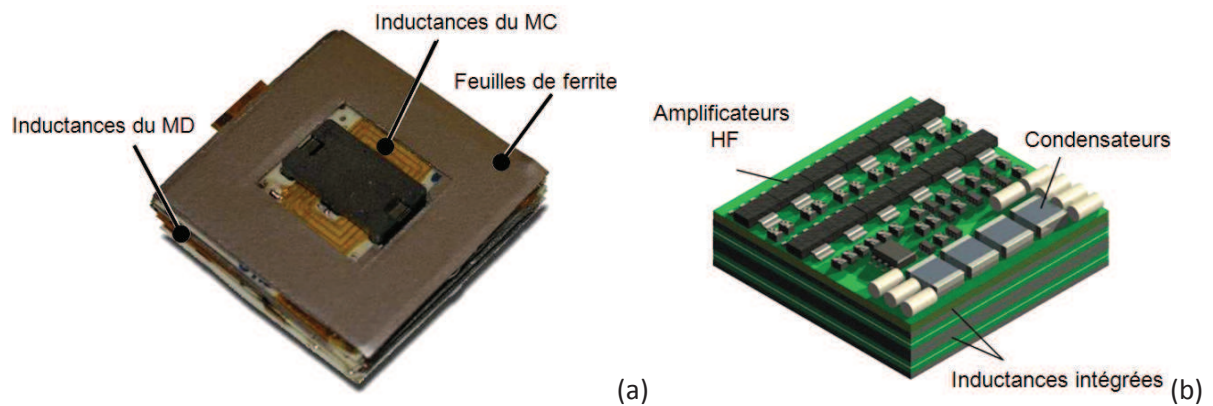 Inductances du MC
Feuilles de ferrite
Inductances du MD
(a)
Amplificateurs
HF
Condensateurs
Inductances intégrées
(b)